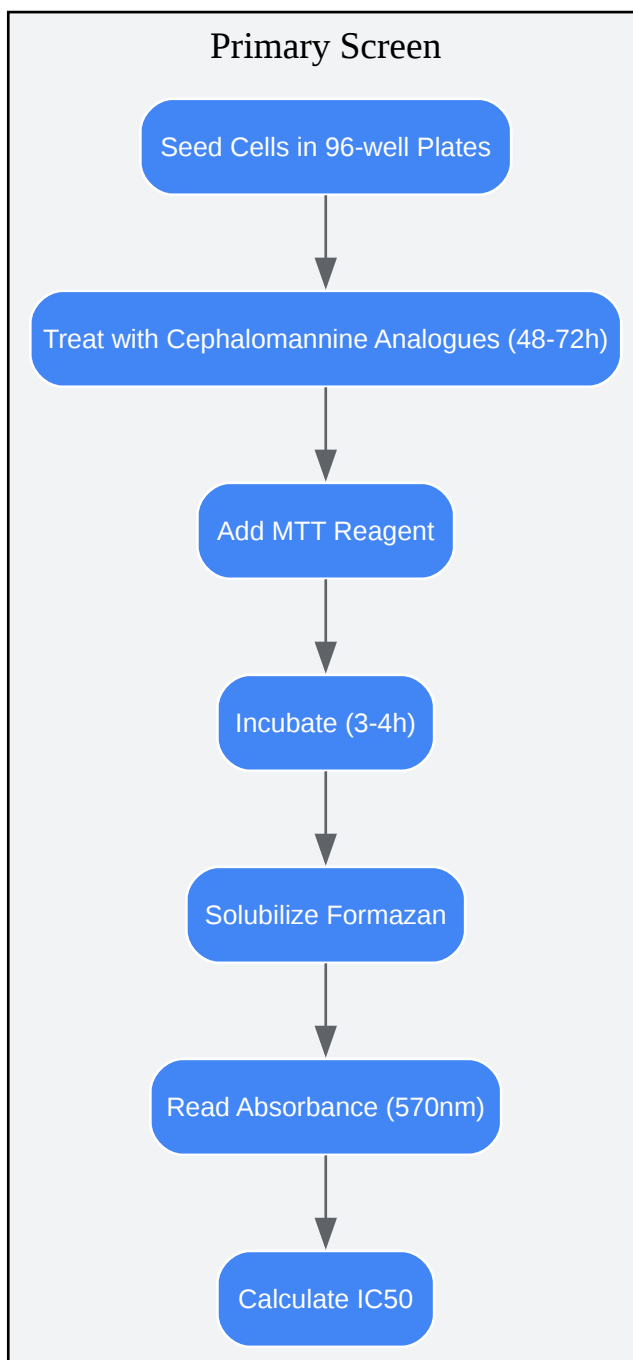 Primary Screen
Seed Cells in 96-well Plates
Treat with Cephalomannine Analogues (48-72h)
Add MTT Reagent
Incubate (3-4h)
Solubilize Formazan
Read Absorbance (570nm)
Calculate IC50